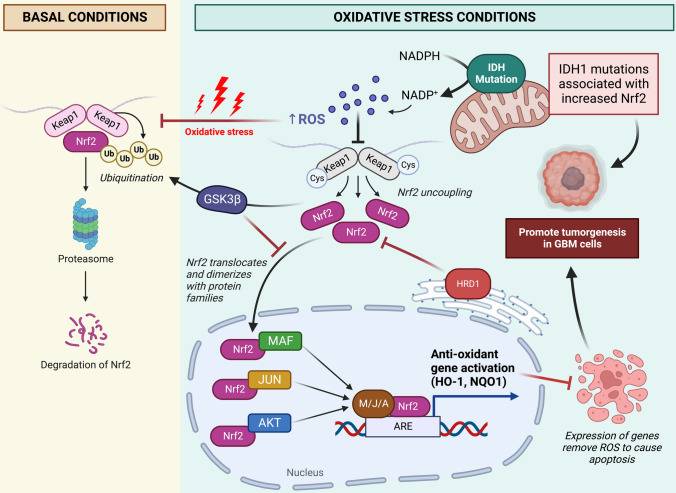 BASAL CONDITIONS
OXIDATIVE STRESS CONDITIONS
NADPH
IDH
Mutation
NADP+
IDH1 mutations
associated with
increased Nrf2
Keap1
Keap1
Nrf2
Ub
Ub
Ub
Ub
Oxidative stress
↑ROS
Keap1
Keap1
Cys
Cys
Ubiquitination
GSK3β
Nrf2 uncoupling
Nrf2
Nrf2
Nrf2
Promote tumorgenesis
in GBM cells
Proteasome
Nrf2 translocates
and dimerizes
with protein
families
HRD1
Degradation of Nrf2
Nrf2
MAF
Nrf2
JUN
Nrf2
AKT
M/J/A
Nrf2
ARE
Anti-oxidant
gene activation
(HO-1, NQO1)
Expression of genes
remove ROS to cause
apoptosis
Nucleus